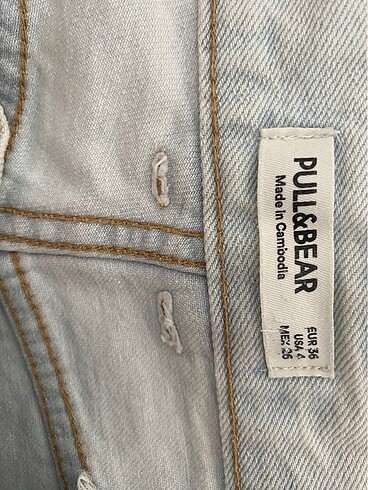 PULL&BEAR
Made in Cambodia
EUR 36
USA 4
MEX 26